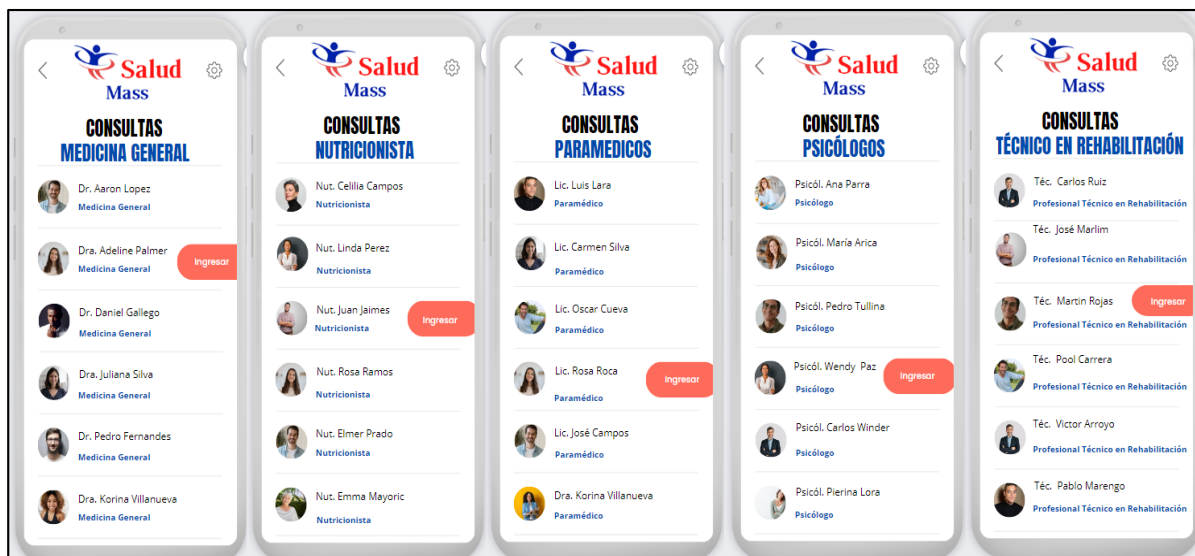 Salud
Mass
CONSULTAS
MEDICINA GENERAL
Dr. Aaron Lopez
Medicina General
Dra. Adeline Palmer
Medicina General
Ingresar
Dr. Daniel Gallego
Medicina General
Dra. Juliana Silva
Medicina General
Dr. Pedro Fernandes
Medicina General
Dra. Korina Villanueva
Medicina General
Salud
Mass
CONSULTAS
NUTRICIONISTA
Nut. Celilia Campos
Nutricionista
Nut. Linda Perez
Nutricionista
Nut. Juan Jaimes
Nutricionista
Ingresar
Nut. Rosa Ramos
Nutricionista
Nut. Elmer Prado
Nutricionista
Nut. Emma Mayoric
Nutricionista
Salud
Mass
CONSULTAS
PARAMEDICOS
Lic. Luis Lara
Paramédico
Lic. Carmen Silva
Paramédico
Lic. Oscar Cueva
Paramédico
Lic. Rosa Roca
Paramédico
Ingresar
Lic. José Campos
Paramédico
Dra. Korina Villanueva
Paramédico
Salud
Mass
CONSULTAS
PSICÓLOGOS
Psicól. Ana Parra
Psicólogo
Psicól. María Arica
Psicólogo
Psicól. Pedro Tullina
Psicólogo
Psicól. Wendy Paz
Psicólogo
Ingresar
Psicól. Carlos Winder
Psicólogo
Psicól. Pierina Lora
Psicólogo
Salud
Mass
CONSULTAS
TÉCNICO EN REHABILITACIÓN
Téc. Carlos Ruiz
Profesional Técnico en Rehabilitación
Téc. José Marlim
Profesional Técnico en Rehabilitación
Téc. Martin Rojas
Profesional Técnico en Rehabilitación
Ingresar
Téc. Pool Carrera
Profesional Técnico en Rehabilitación
Téc. Victor Arroyo
Profesional Técnico en Rehabilitación
Téc. Pablo Marengo
Profesional Técnico en Rehabilitación